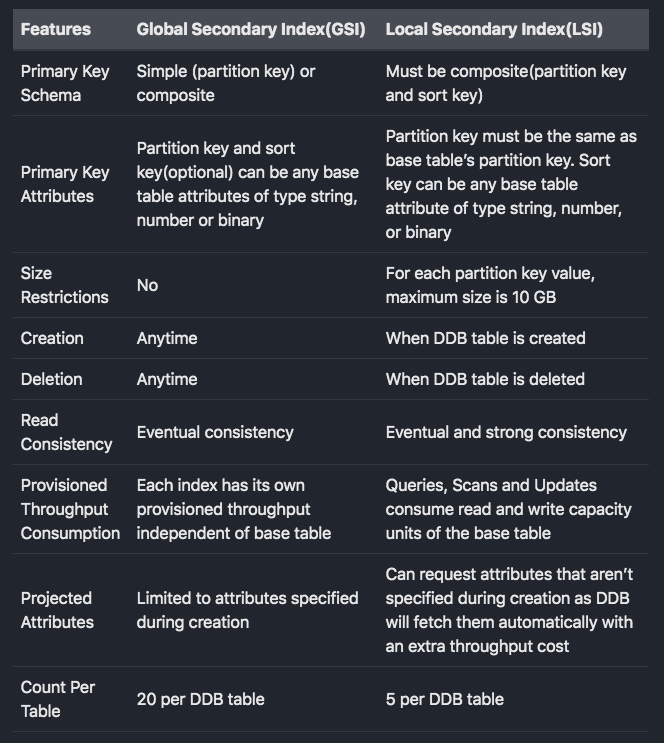 Features Global Secondary Index(GSI) Local Secondary Index(LSI)
Primary Key
Schema
Simple (partition key) or
composite
Must be composite(partition key
and sort key)
Primary Key
Attributes
Partition key and sort
key(optional) can be any base
table attributes of type string,
number or binary
Partition key must be the same as
base table’s partition key. Sort
key can be any base table
attribute of type string, number,
or binary
Size
Restrictions
No
For each partition key value,
maximum size is 10 GB
Creation
Anytime
When DDB table is created
Deletion
Anytime
When DDB table is deleted
Read
Consistency
Eventual consistency
Eventual and strong consistency
Provisioned
Throughput
Consumption
Each index has its own
provisioned throughput
independent of base table
Queries, Scans and Updates
consume read and write capacity
units of the base table
Projected
Attributes
Limited to attributes specified
during creation
Can request attributes that aren’t
specified during creation as DDB
will fetch them automatically with
an extra throughput cost
Count Per
Table
20 per DDB table
5 per DDB table